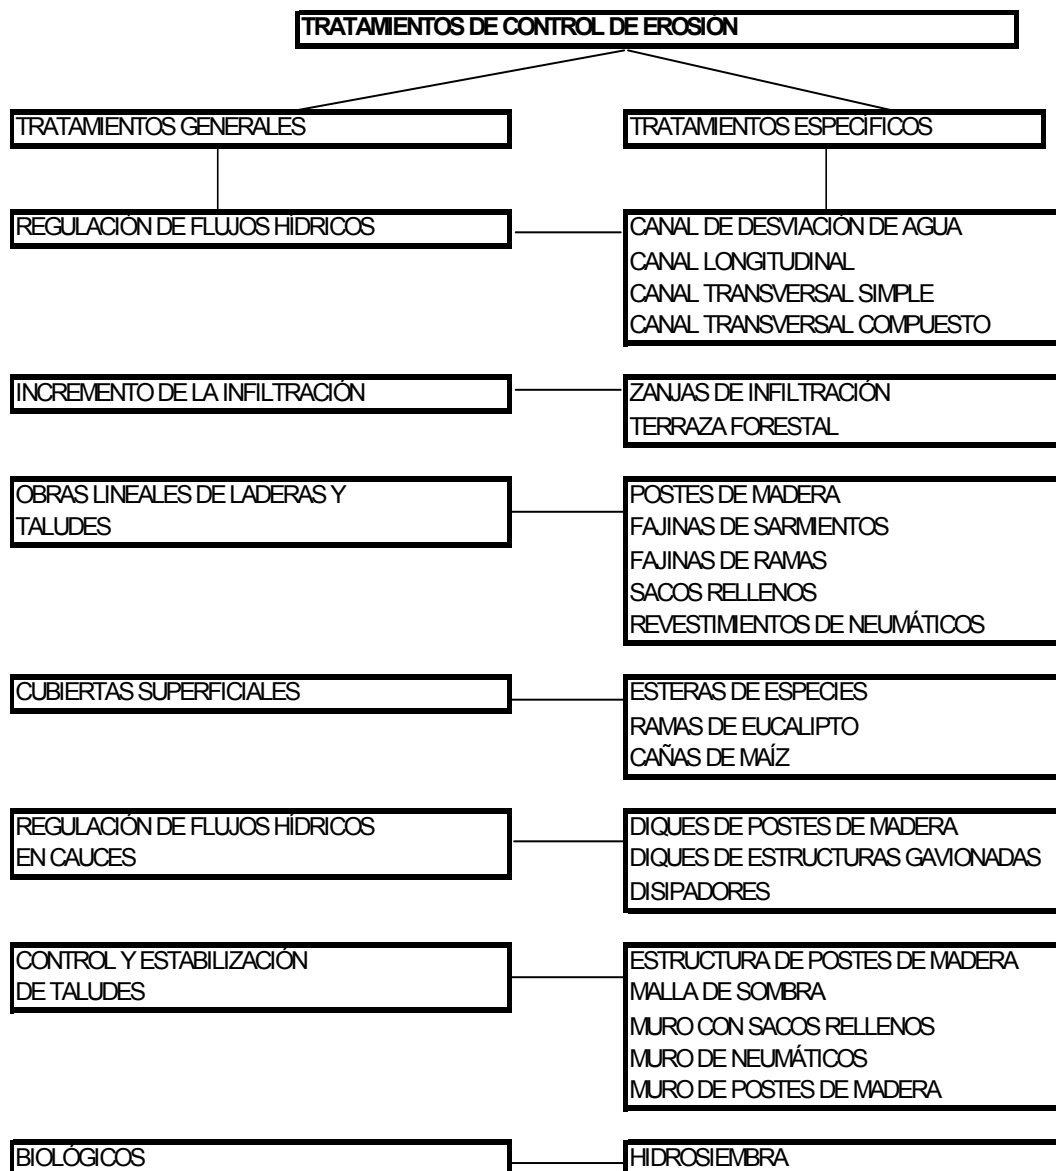 TRATAMIENTOS DE CONTROL DE EROSIÓN
TRATAMIENTOS GENERALES
TRATAMIENTOS ESPECÍFICOS
REGULACIÓN DE FLUJOS HÍDRICOS
CANAL DE DESVIACIÓN DE AGUA
CANAL LONGITUDINAL
CANAL TRANSVERSAL SIMPLE
CANAL TRANSVERSAL COMPUESTO
INCREMENTO DE LA INFILTRACIÓN
ZANJAS DE INFILTRACIÓN
TERRAZA FORESTAL
OBRAS LINEALES DE LADERAS Y
TALUDES
POSTES DE MADERA
FAJINAS DE SARMIENTOS
FAJINAS DE RAMAS
SACOS RELLENOS
REVESTIMIENTOS DE NEUMÁTICOS
CUBIERTAS SUPERFICIALES
ESTERAS DE ESPECIES
RAMAS DE EUCALIPTO
CAÑAS DE MAÍZ
REGULACIÓN DE FLUJOS HÍDRICOS
EN CAUCES
DIQUES DE POSTES DE MADERA
DIQUES DE ESTRUCTURAS GAVIONADAS
DISIPADORES
CONTROL Y ESTABILIZACIÓN
DE TALUDES
ESTRUCTURA DE POSTES DE MADERA
MALLA DE SOMBRA
MURO CON SACOS RELLENOS
MURO DE NEUMÁTICOS
MURO DE POSTES DE MADERA
BIOLÓGICOS
HIDROSIEMBRA